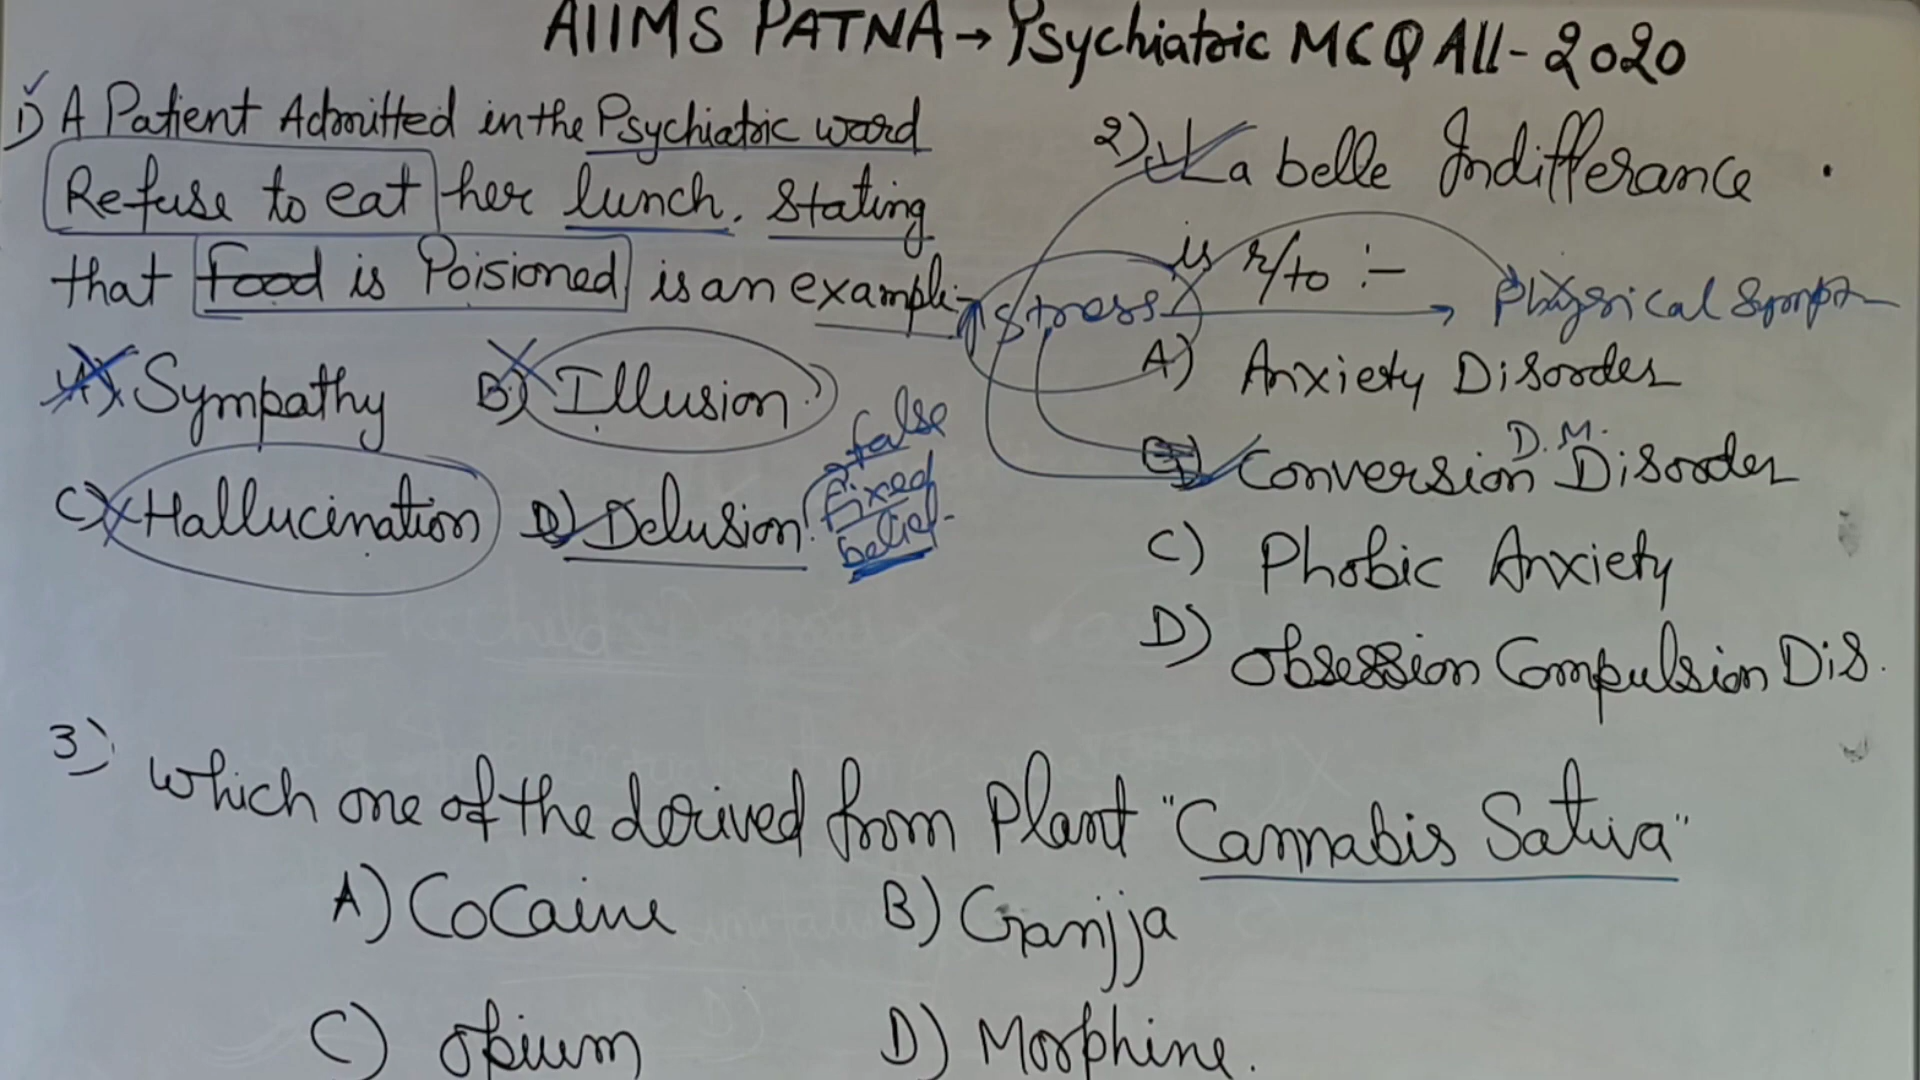 AIIMS PATNA → Psychiatric MCQ All - 2020
1) A Patient Admitted in the Psychiatric ward
Refuse to eat her lunch. Stating
that food is Poisioned is an example -
A) Sympathy B) Illusion
C) Hallucination D) Delusion
false
fixed
belief
2) La belle Indifferance .
is r/to :-
stress → Physical Sympt
A) Anxiety Disorder
D.M.
Conversion Disorder
C) Phobic Anxiety
D) Obsession Compulsion Dis.
3) which one of the derived from Plant "Cannabis Sativa"
A) Cocaine B) Ganjja
C) opium D) Morphine.